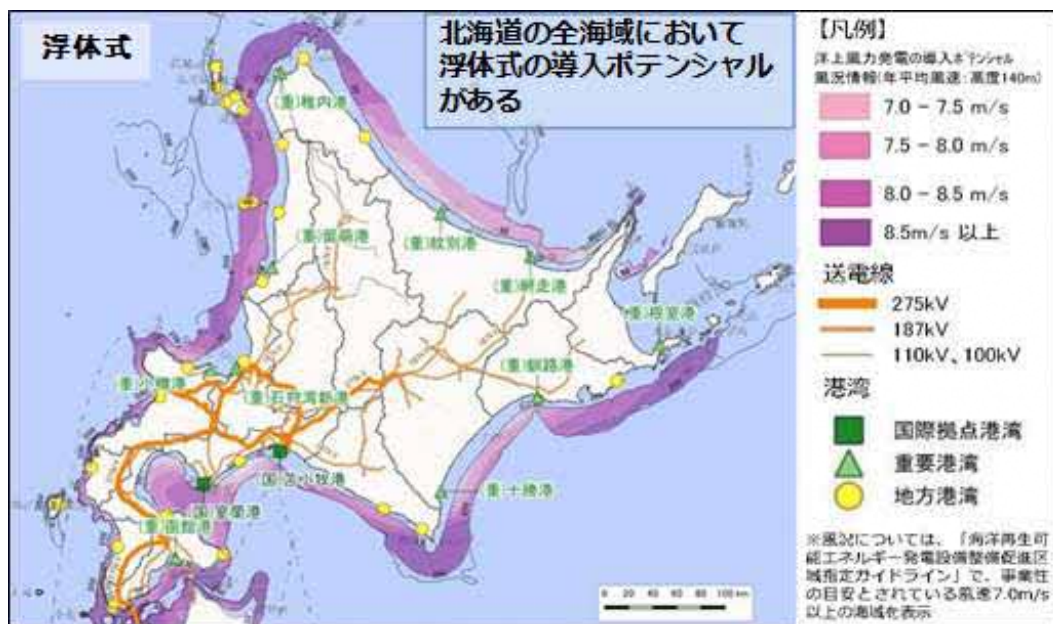 浮体式
北海道の全海域において
浮体式の導入ポテンシャル
がある
(重)稚内港
(重)留萌港
(重)紋別港
(重)網走港
(重)根室港
(重)釧路港
(重)小樽港
(重)石狩湾新港
(国)苫小牧港
(重)十勝港
(国)室蘭港
(重)函館港
0 20 40 60 80 100 km
【凡例】
洋上風力発電の導入ポテンシャル
風況情報(年平均風速:高度140m)
7.0 - 7.5 m/s
7.5 - 8.0 m/s
8.0 - 8.5 m/s
8.5m/s 以上
送電線
275kV
187kV
110kV、100kV
港湾
国際拠点港湾
重要港湾
地方港湾
※風況については、「海洋再生可
能エネルギー発電設備整備促進区
域指定ガイドライン」で、事業性
の目安とされている風速7.0m/s
以上の海域を表示